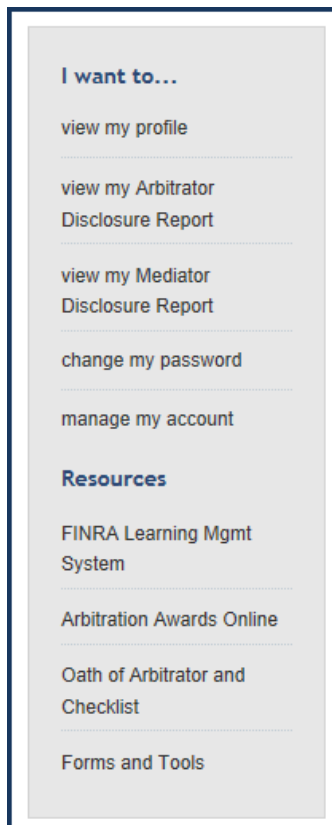 I want to...
view my profile
view my Arbitrator
Disclosure Report
view my Mediator
Disclosure Report
change my password
manage my account
Resources
FINRA Learning Mgmt
System
Arbitration Awards Online
Oath of Arbitrator and
Checklist
Forms and Tools